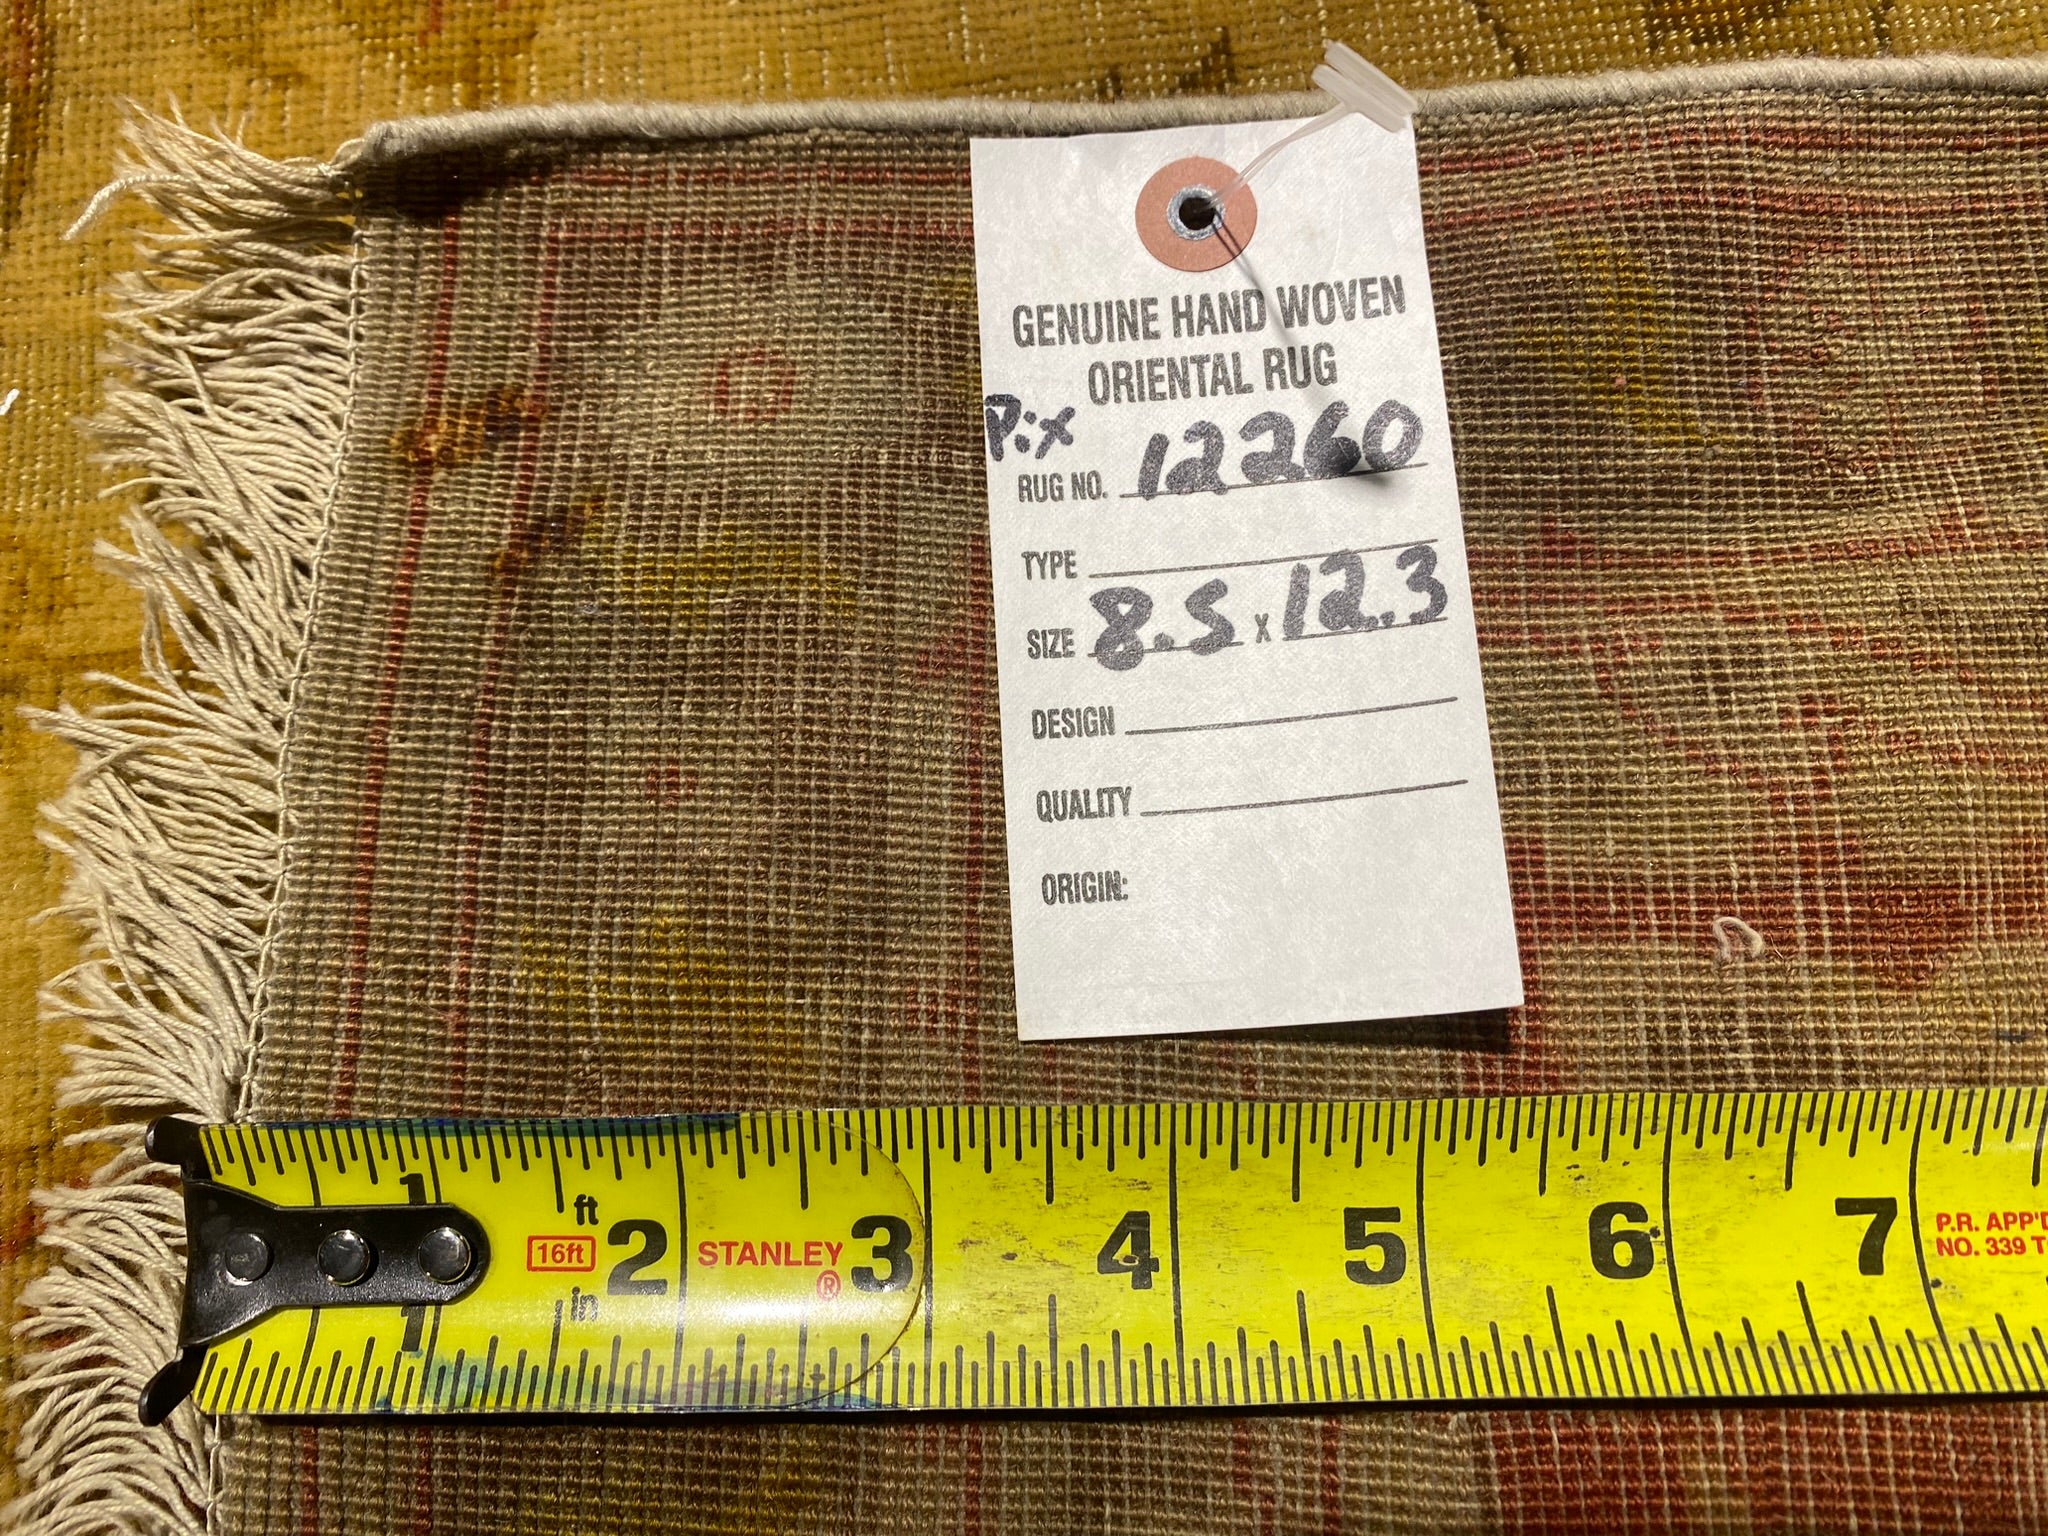 GENUINE HAND WOVEN
ORIENTAL RUG
Pix
RUG NO. 12260
TYPE
SIZE 8.5 x 12.3
DESIGN
QUALITY
ORIGIN:
1 ft 2 STANLEY® 3 4 5 6 7 P.R. APP'D
16ft NO. 339
1 in